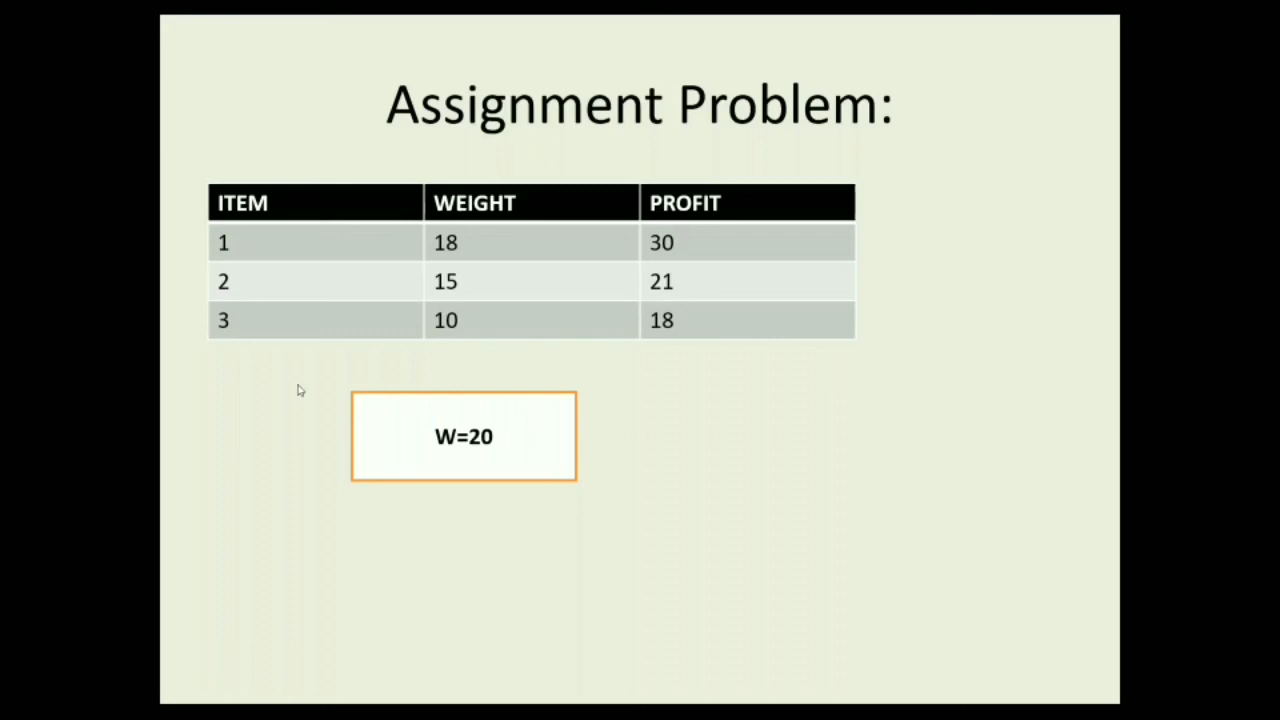 Assignment Problem:
ITEM WEIGHT PROFIT
1 18 30
2 15 21
3 10 18
W=20